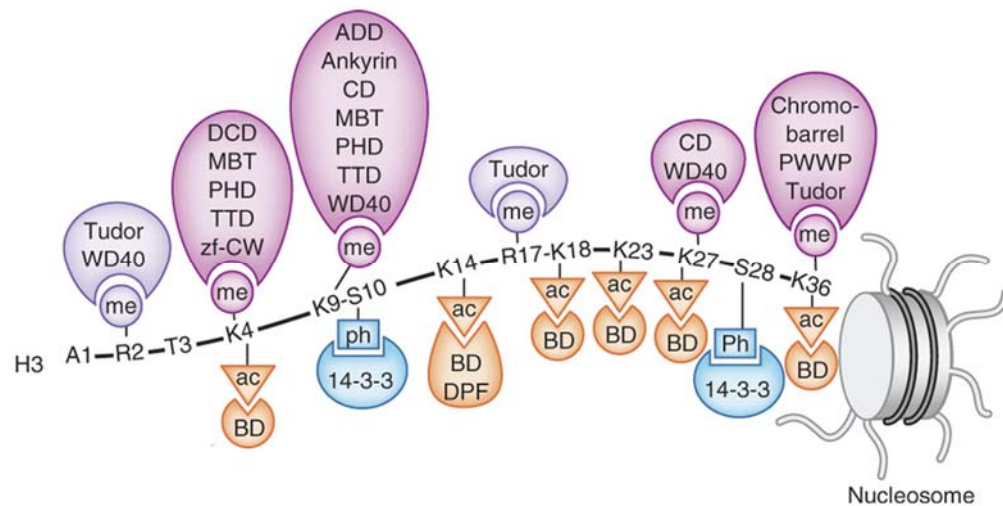 ADD
Ankyrin
CD
MBT
PHD
TTD
WD40
me
DCD
MBT
PHD
TTD
zf-CW
me
Tudor
WD40
me
Tudor
me
CD
WD40
me
Chromo-
barrel
PWWP
Tudor
me
H3 A1-R2-T3-K4 K9-S10 K14 R17-K18 K23 K27 S28 K36
ac
BD
ph
14-3-3
ac
BD
DPF
ac
BD
ac
BD
ac
BD
Ph
14-3-3
ac
BD
Nucleosome